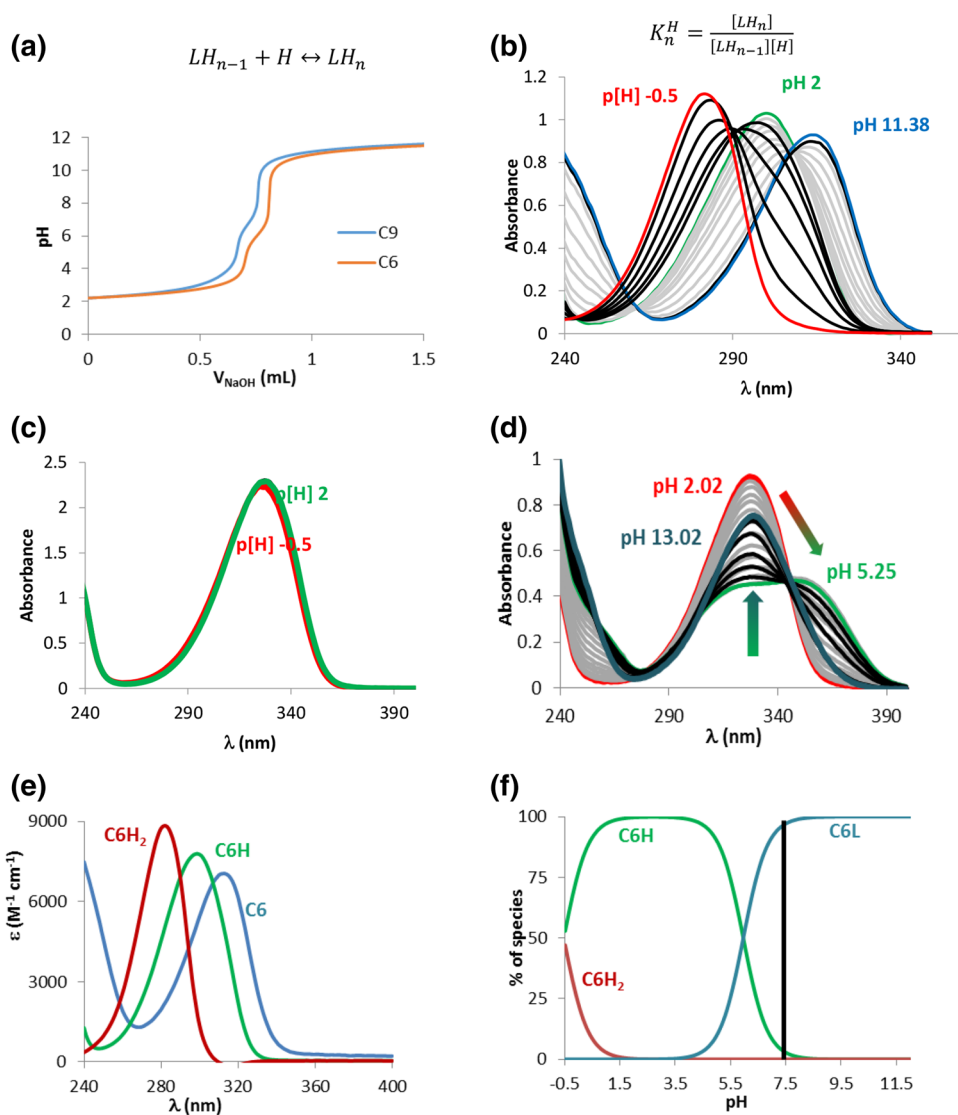 (a)
LHn−1 + H ↔ LHn
12
10
8
6
4
2
0
pH
0
0.5
1
1.5
VNaOH (mL)
C9
C6
(b)
K_n^H = [LHn] / [LHn−1][H]
1.2
1
0.8
0.6
0.4
0.2
0
Absorbance
p[H] -0.5
pH 2
pH 11.38
240
290
340
λ (nm)
(c)
2.5
2
1.5
1
0.5
0
Absorbance
p[H] 2
p[H] -0.5
240
290
340
390
λ (nm)
(d)
1
0.8
0.6
0.4
0.2
0
Absorbance
pH 2.02
pH 13.02
pH 5.25
240
290
340
390
λ (nm)
(e)
9000
6000
3000
0
ε (M-1 cm-1)
C6H2
C6H
C6
240
280
320
360
400
λ (nm)
(f)
100
75
50
25
0
% of species
C6H
C6L
C6H2
-0.5
1.5
3.5
5.5
7.5
9.5
11.5
pH